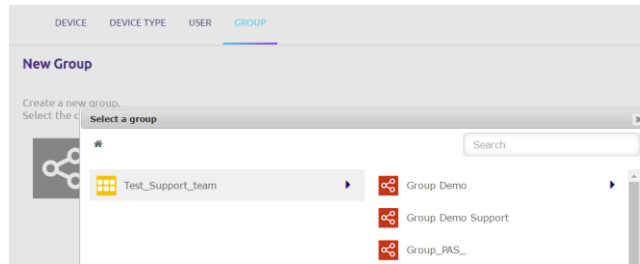 DEVICE DEVICE TYPE USER GROUP
New Group
Create a new group.
Select the c
Select a group
Search
Test_Support_team
Group Demo
Group Demo Support
Group_PAS_